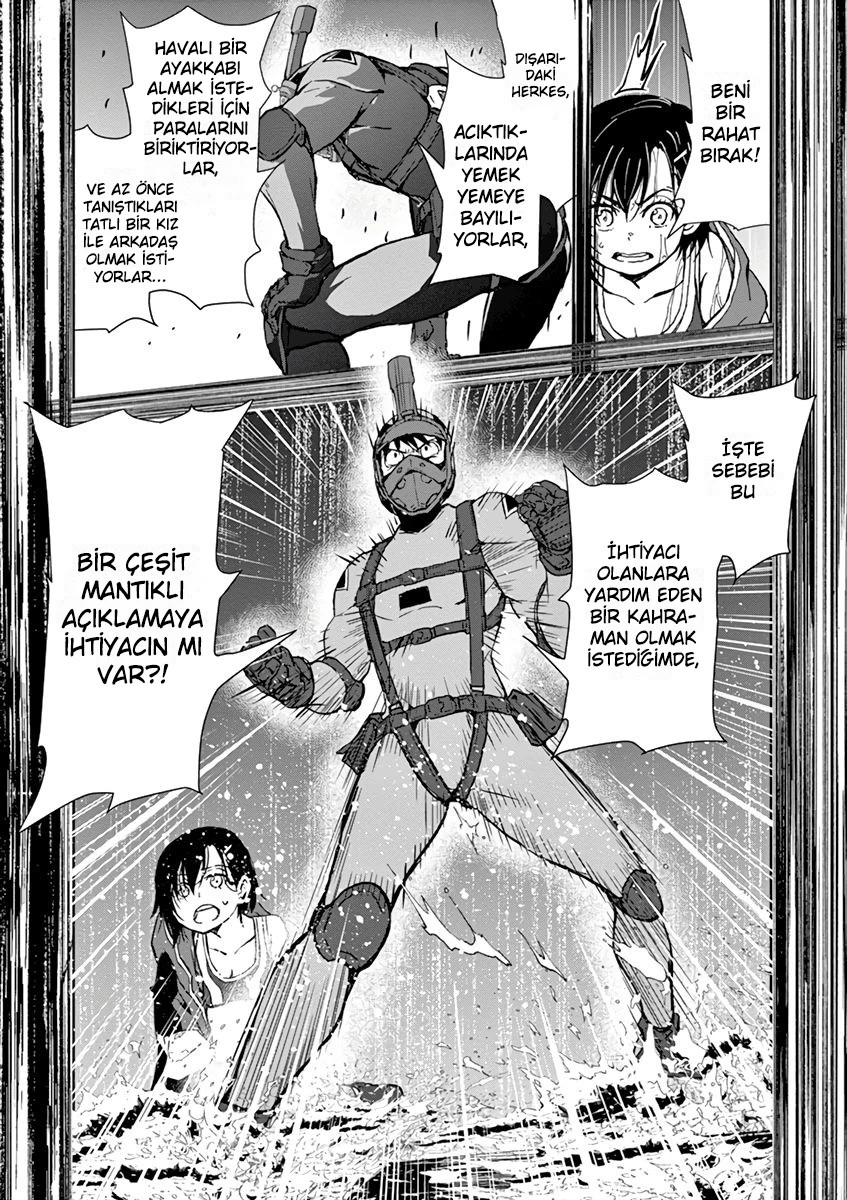 BENİ
BİR
RAHAT
BIRAK!
DIŞARI-
DAKİ
HERKES,
ACIKTIK-
LARINDA
YEMEK
YEMEYE
BAYILI-
YORLAR,
HAVALI BİR
AYAKKABI
ALMAK İSTE-
DİKLERİ İÇİN
PARALARINI
BİRİKTİRİYOR-
LAR,
VE AZ ÖNCE
TANIŞTIKLARI
TATLI BİR KIZ
İLE ARKADAŞ
OLMAK İSTİ-
YORLAR...
İŞTE
SEBEBİ
BU
İHTİYACI
OLANLARA
YARDIM EDEN
BİR KAHRA-
MAN OLMAK
İSTEDİĞİMDE,
BİR ÇEŞİT
MANTIKLI
AÇIKLAMAYA
İHTİYACIN MI
VAR?!